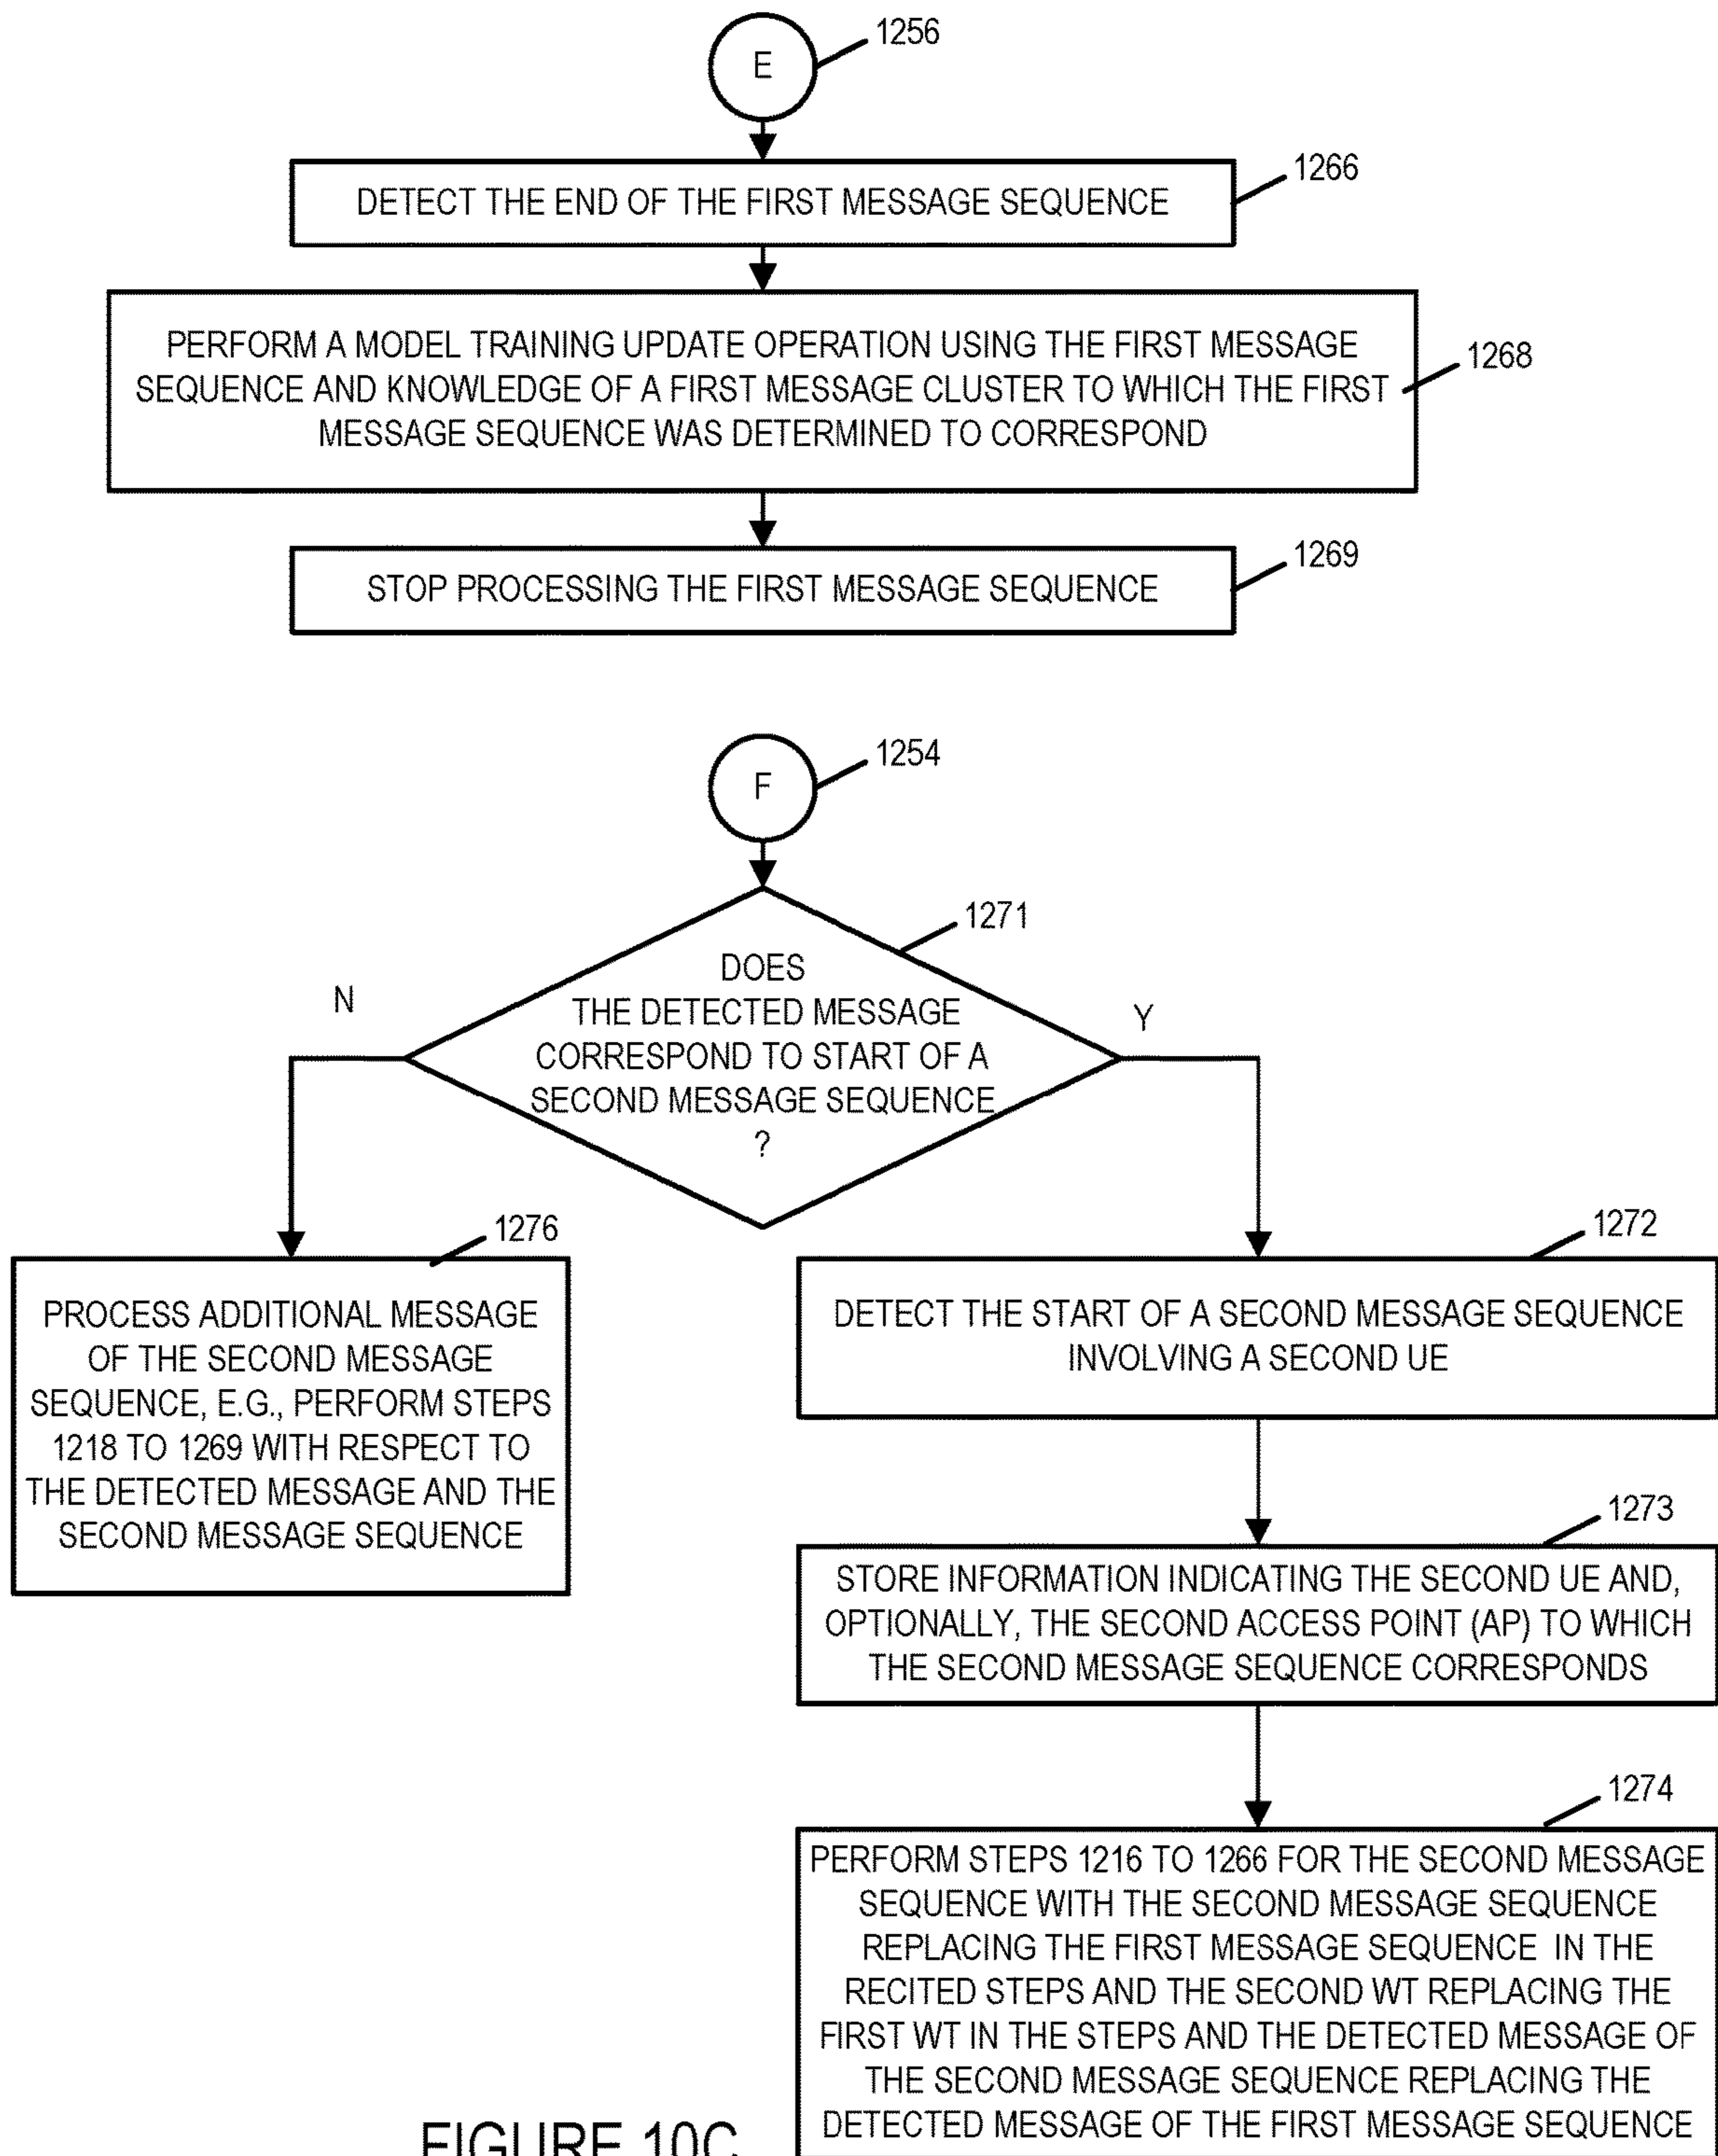 E
1256
DETECT THE END OF THE FIRST MESSAGE SEQUENCE
1266
PERFORM A MODEL TRAINING UPDATE OPERATION USING THE FIRST MESSAGE
SEQUENCE AND KNOWLEDGE OF A FIRST MESSAGE CLUSTER TO WHICH THE FIRST
MESSAGE SEQUENCE WAS DETERMINED TO CORRESPOND
1268
STOP PROCESSING THE FIRST MESSAGE SEQUENCE
1269
F
1254
DOES
THE DETECTED MESSAGE
CORRESPOND TO START OF A
SECOND MESSAGE SEQUENCE
?
1271
N
Y
1276
PROCESS ADDITIONAL MESSAGE
OF THE SECOND MESSAGE
SEQUENCE, E.G., PERFORM STEPS
1218 TO 1269 WITH RESPECT TO
THE DETECTED MESSAGE AND THE
SECOND MESSAGE SEQUENCE
1272
DETECT THE START OF A SECOND MESSAGE SEQUENCE
INVOLVING A SECOND UE
1273
STORE INFORMATION INDICATING THE SECOND UE AND,
OPTIONALLY, THE SECOND ACCESS POINT (AP) TO WHICH
THE SECOND MESSAGE SEQUENCE CORRESPONDS
1274
PERFORM STEPS 1216 TO 1266 FOR THE SECOND MESSAGE
SEQUENCE WITH THE SECOND MESSAGE SEQUENCE
REPLACING THE FIRST MESSAGE SEQUENCE IN THE
RECITED STEPS AND THE SECOND WT REPLACING THE
FIRST WT IN THE STEPS AND THE DETECTED MESSAGE OF
THE SECOND MESSAGE SEQUENCE REPLACING THE
DETECTED MESSAGE OF THE FIRST MESSAGE SEQUENCE
FIGURE 10C